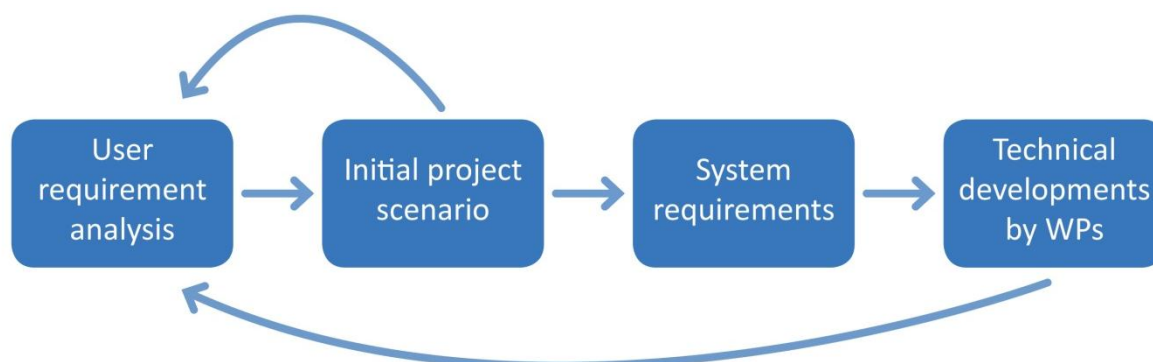 User
requirement
analysis
Initial project
scenario
System
requirements
Technical
developments
by WPs